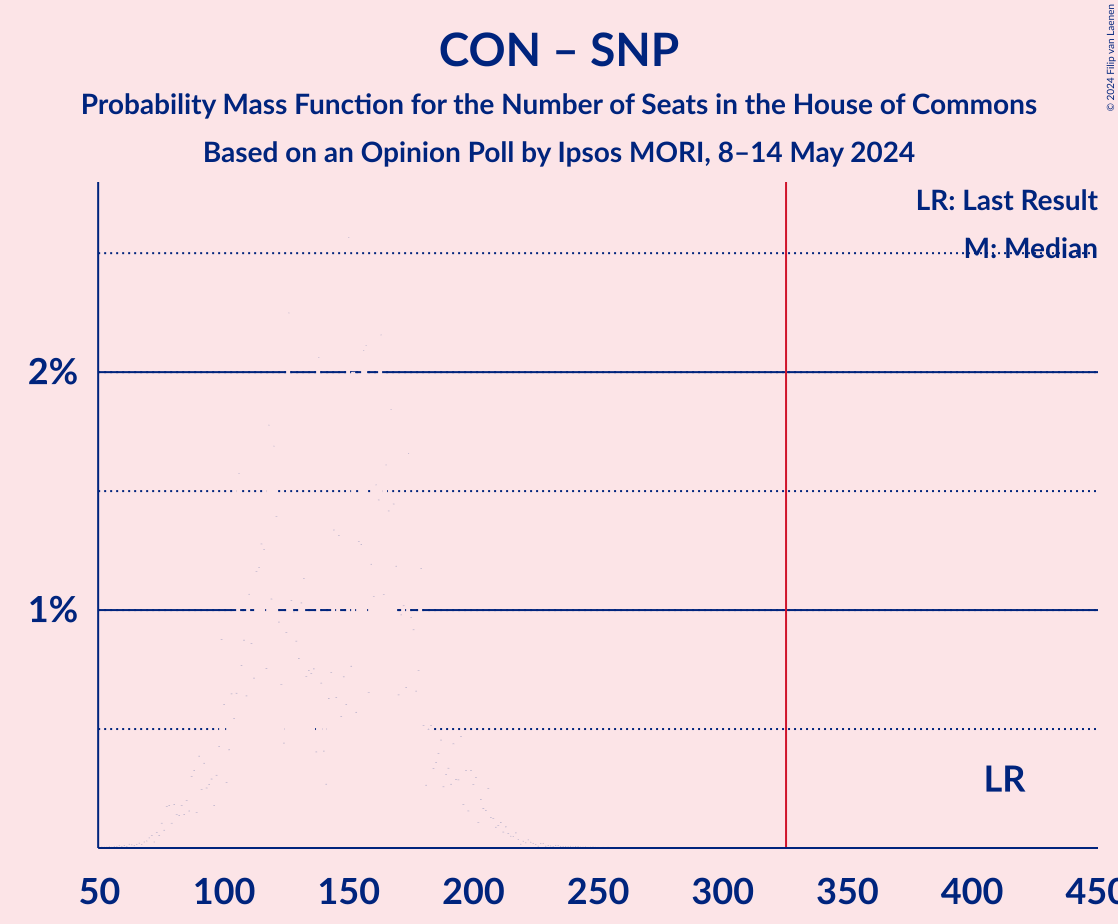 CON – SNP
Probability Mass Function for the Number of Seats in the House of Commons
Based on an Opinion Poll by Ipsos MORI, 8–14 May 2024
© 2024 Filip van Laenen
LR: Last Result
M: Median
2%
1%
LR
50 100 150 200 250 300 350 400 450